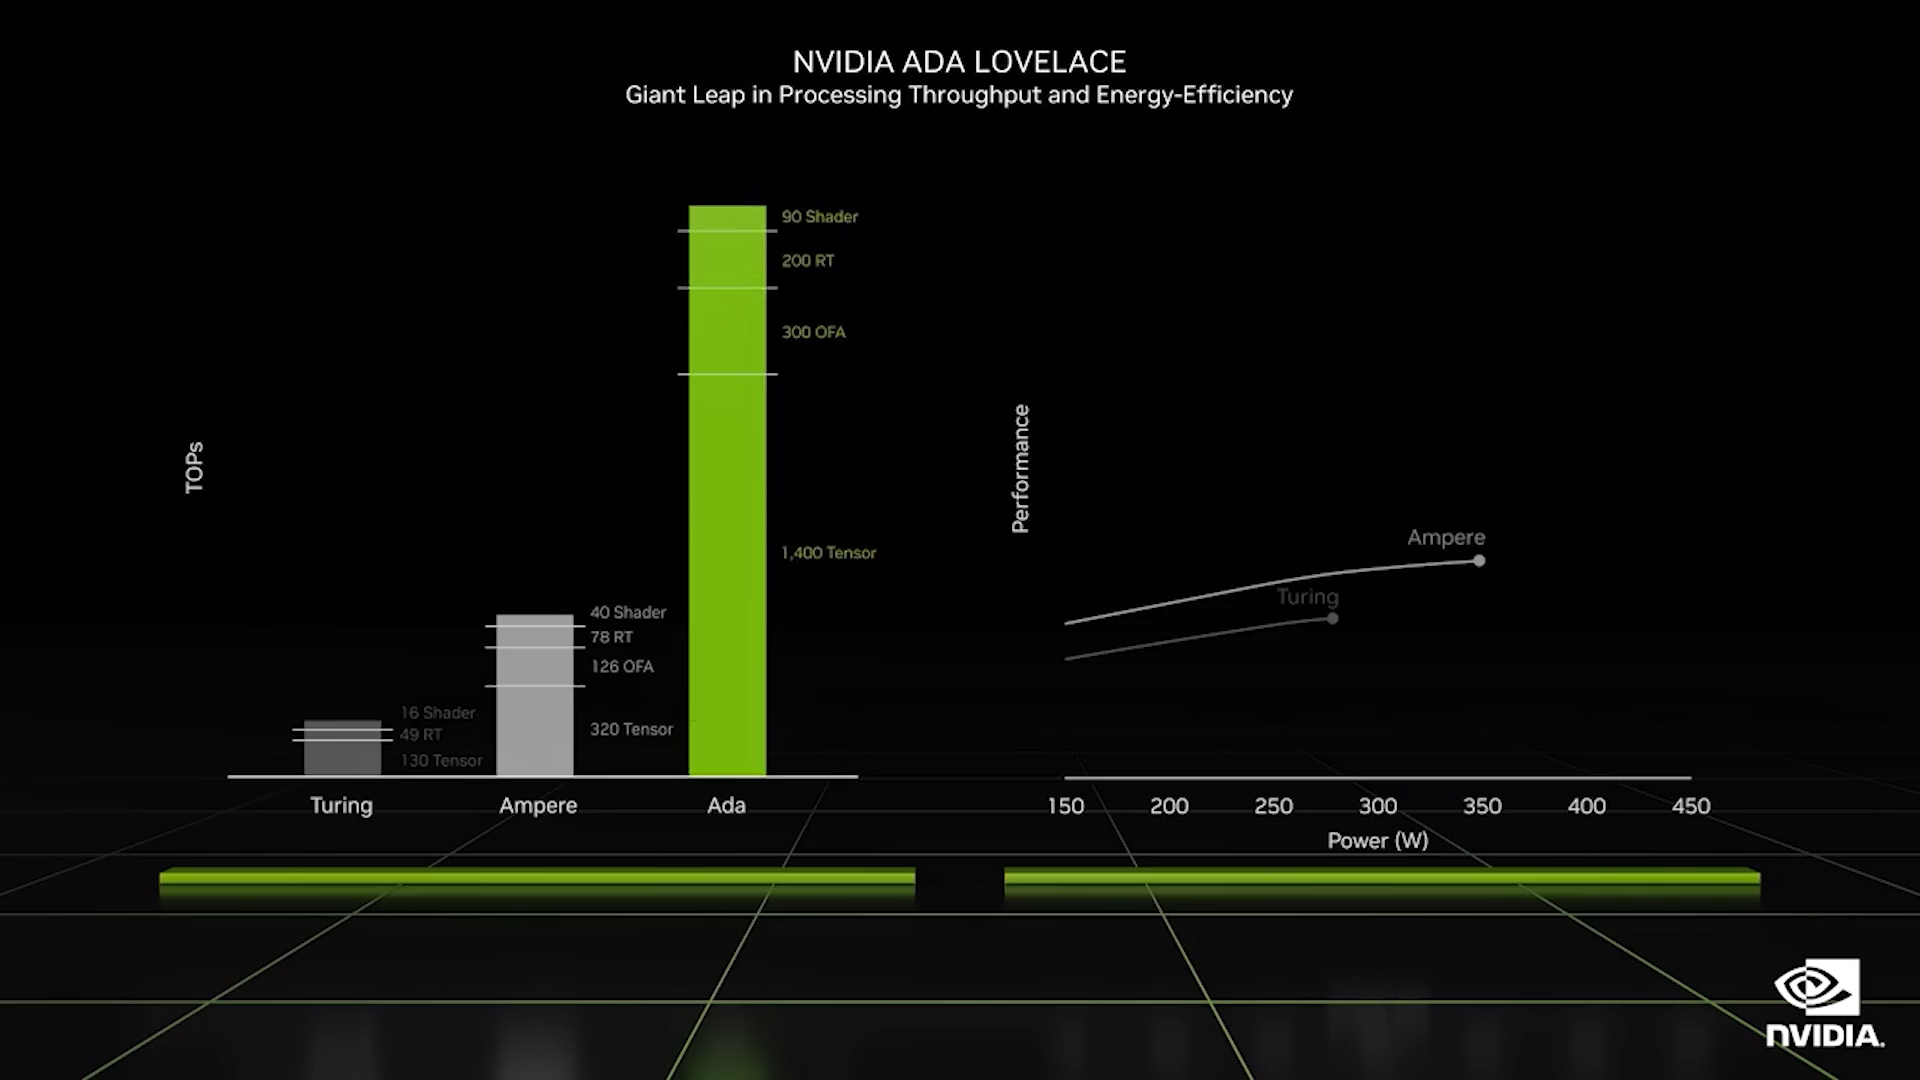 NVIDIA ADA LOVELACE
Giant Leap in Processing Throughput and Energy-Efficiency
TOPs
90 Shader
200 RT
300 OFA
1,400 Tensor
40 Shader
78 RT
126 OFA
320 Tensor
16 Shader
49 RT
130 Tensor
Turing Ampere Ada
Performance
Ampere
Turing
150 200 250 300 350 400 450
Power (W)
NVIDIA.